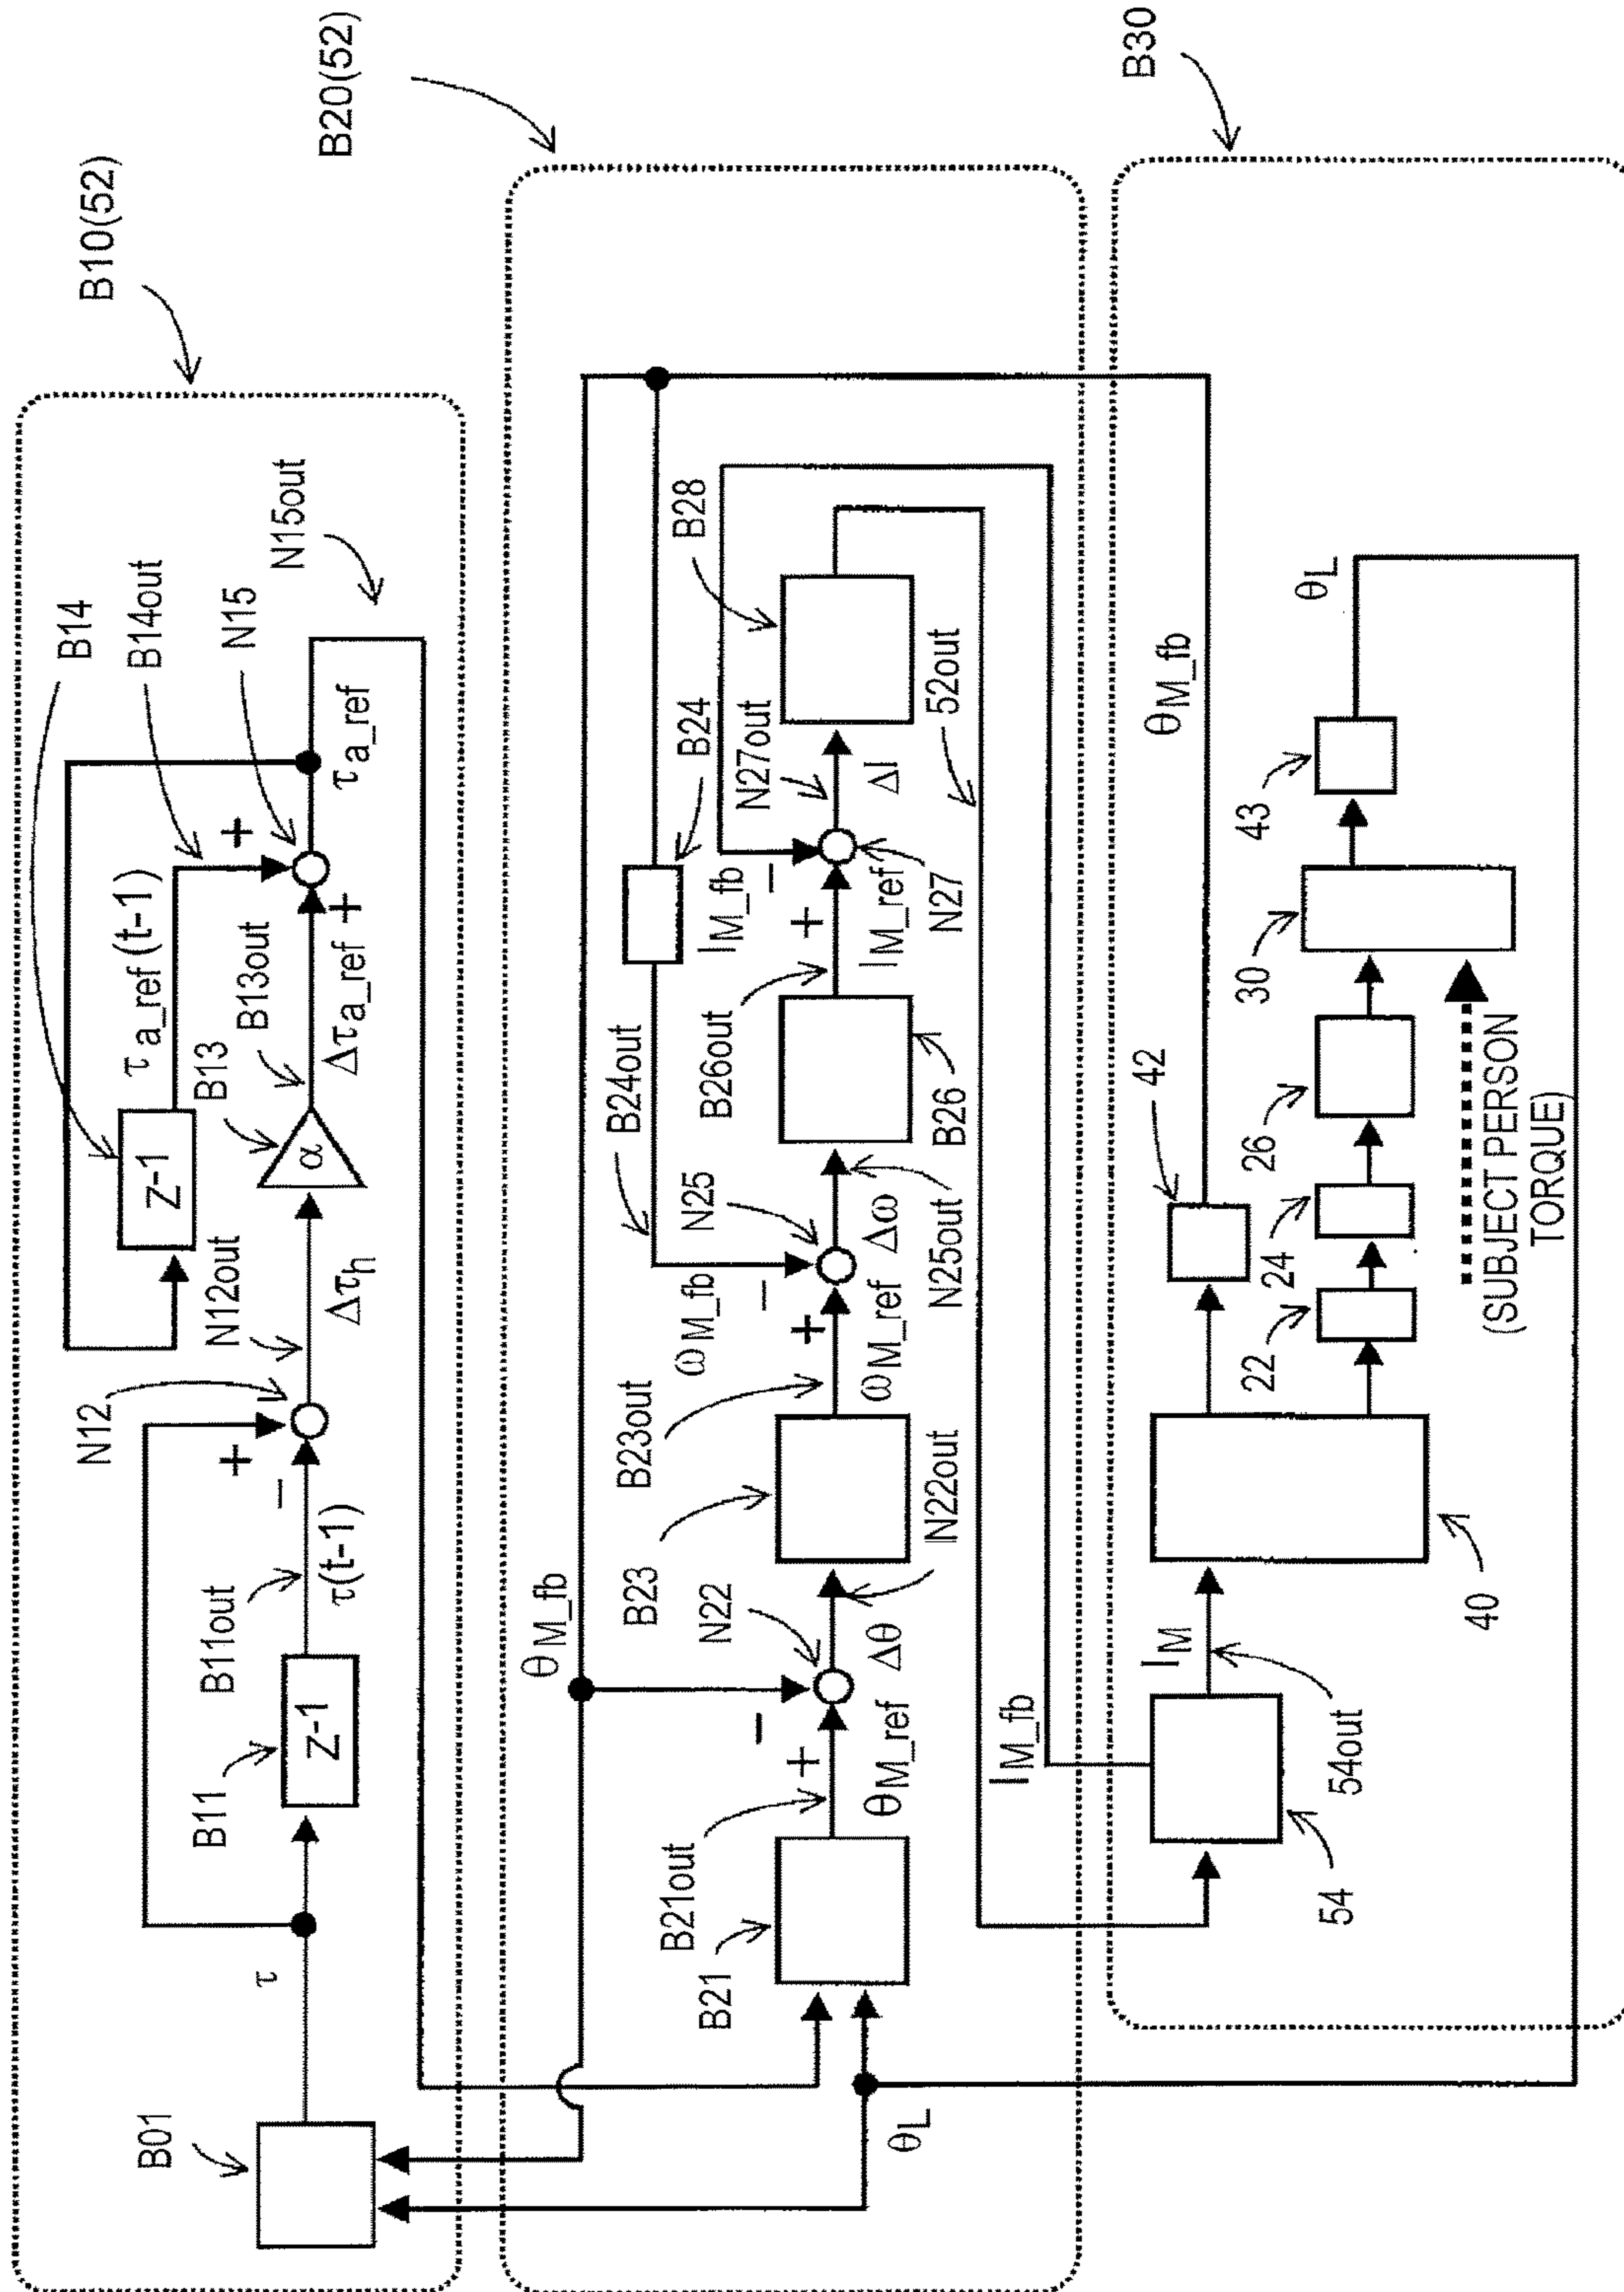 B10(52)
B01
τ
B11
Z-1
B11out
τ(t-1)
+
−
N12
N12out
Δτh
B13
α
B13out
Δτa_ref
+
Z-1
B14
τa_ref(t-1)
B14out
+
N15
τa_ref
N15out
B20(52)
θL
B21
B21out
θM_ref
+
−
θM_fb
N22
Δθ
N22out
B23
B23out
ωM_ref
+
−
ωM_fb
N25
Δω
N25out
B24out
B24
B26
B26out
IM_ref
+
−
IM_fb
N27
N27out
ΔI
B28
52out
B30
IM_fb
54
IM
54out
40
42
θM_fb
22
24
26
30
43
θL
(SUBJECT PERSON
TORQUE)